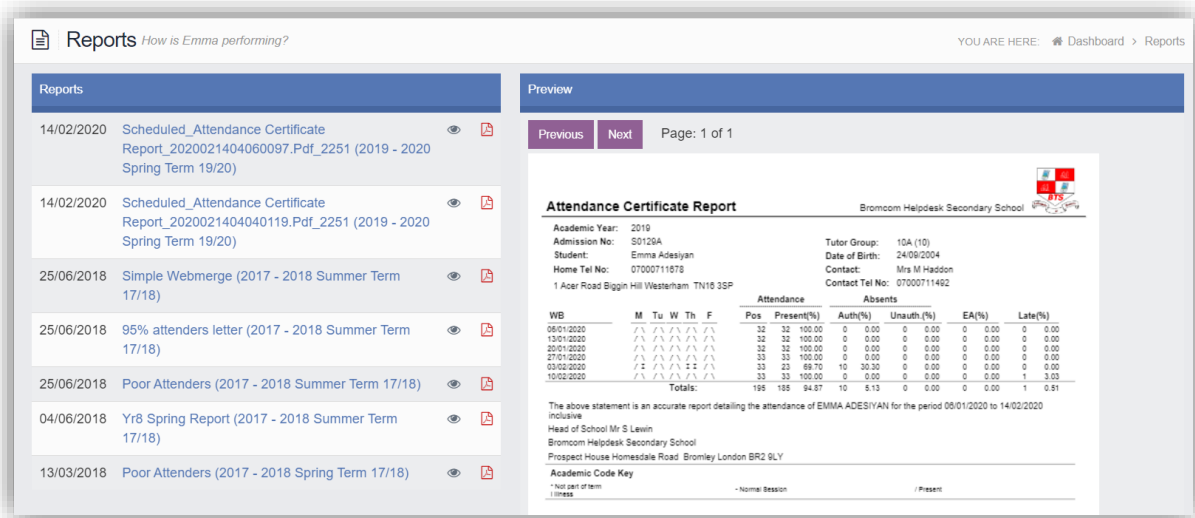 Reports How is Emma performing?
YOU ARE HERE: Dashboard > Reports
Reports
14/02/2020 Scheduled_Attendance Certificate
Report_2020021404060097.Pdf_2251 (2019 - 2020
Spring Term 19/20)
14/02/2020 Scheduled_Attendance Certificate
Report_2020021404040119.Pdf_2251 (2019 - 2020
Spring Term 19/20)
25/06/2018 Simple Webmerge (2017 - 2018 Summer Term
17/18)
25/06/2018 95% attenders letter (2017 - 2018 Summer Term
17/18)
25/06/2018 Poor Attenders (2017 - 2018 Summer Term 17/18)
04/06/2018 Yr8 Spring Report (2017 - 2018 Summer Term
17/18)
13/03/2018 Poor Attenders (2017 - 2018 Spring Term 17/18)
Preview
Previous Next Page: 1 of 1
BTS
Attendance Certificate Report Bromcom Helpdesk Secondary School
Academic Year: 2019
Admission No: S0129A Tutor Group: 10A (10)
Student: Emma Adesiyan Date of Birth: 24/09/2004
Home Tel No: 07000711678 Contact: Mrs M Haddon
1 Acer Road Biggin Hill Westerham TN16 3SP Contact Tel No: 07000711492
Attendance Absents
WB M Tu W Th F Pos Present(%) Auth(%) Unauth.(%) EA(%) Late(%)
06/01/2020 / \ / \ / \ / \ / \ 32 32 100.00 0 0.00 0 0.00 0 0.00 0 0.00
13/01/2020 / \ / \ / \ / \ / \ 32 32 100.00 0 0.00 0 0.00 0 0.00 0 0.00
20/01/2020 / \ / \ / \ / \ / \ 32 32 100.00 0 0.00 0 0.00 0 0.00 0 0.00
27/01/2020 / \ / \ / \ / \ / \ 33 33 100.00 0 0.00 0 0.00 0 0.00 0 0.00
03/02/2020 / I / \ / \ I I / \ 33 23 69.70 10 30.30 0 0.00 0 0.00 0 0.00
10/02/2020 / \ / \ / \ / \ / \ 33 33 100.00 0 0.00 0 0.00 0 0.00 1 3.03
Totals: 195 185 94.87 10 5.13 0 0.00 0 0.00 1 0.51
The above statement is an accurate report detailing the attendance of EMMA ADESIYAN for the period 06/01/2020 to 14/02/2020
inclusive
Head of School Mr S Lewin
Bromcom Helpdesk Secondary School
Prospect House Homesdale Road Bromley London BR2 9LY
Academic Code Key
* Not part of term - Normal Session / Present
I Illness